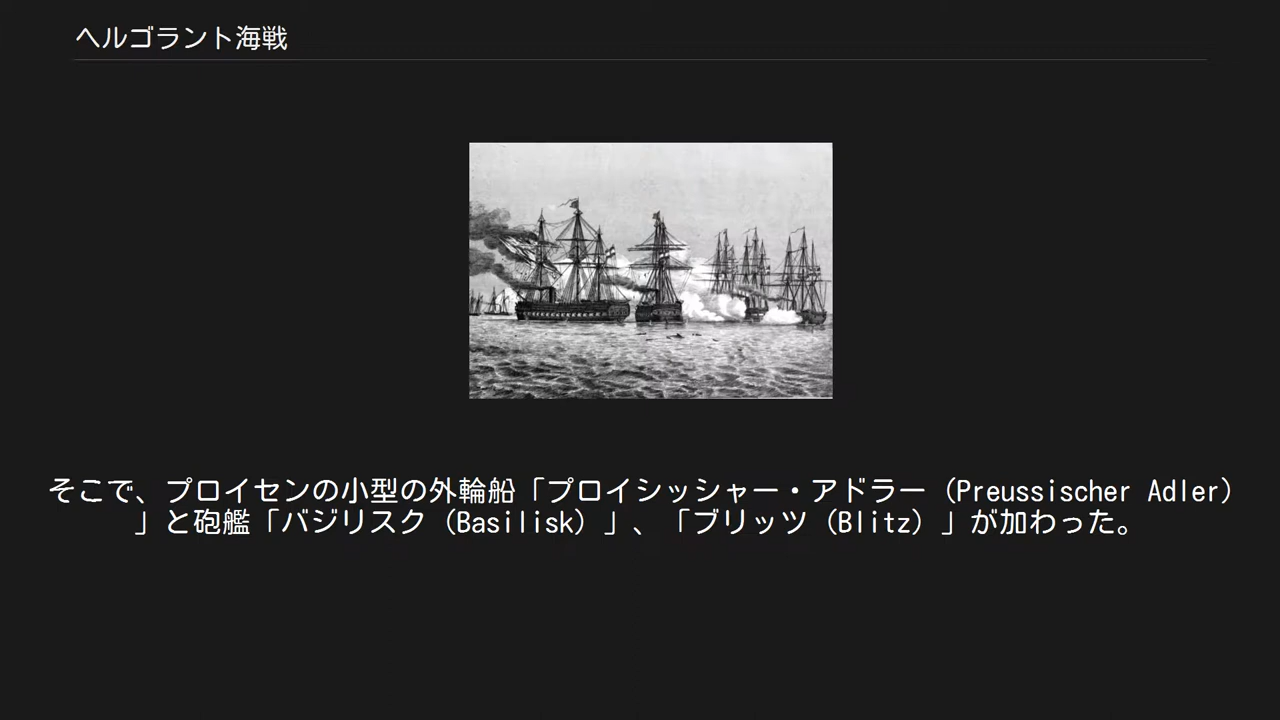 ヘルゴラント海戦
そこで、プロイセンの小型の外輪船「プロイシッシャー・アドラー（Preussischer Adler）
」と砲艦「バジリスク（Basilisk）」、「ブリッツ（Blitz）」が加わった。